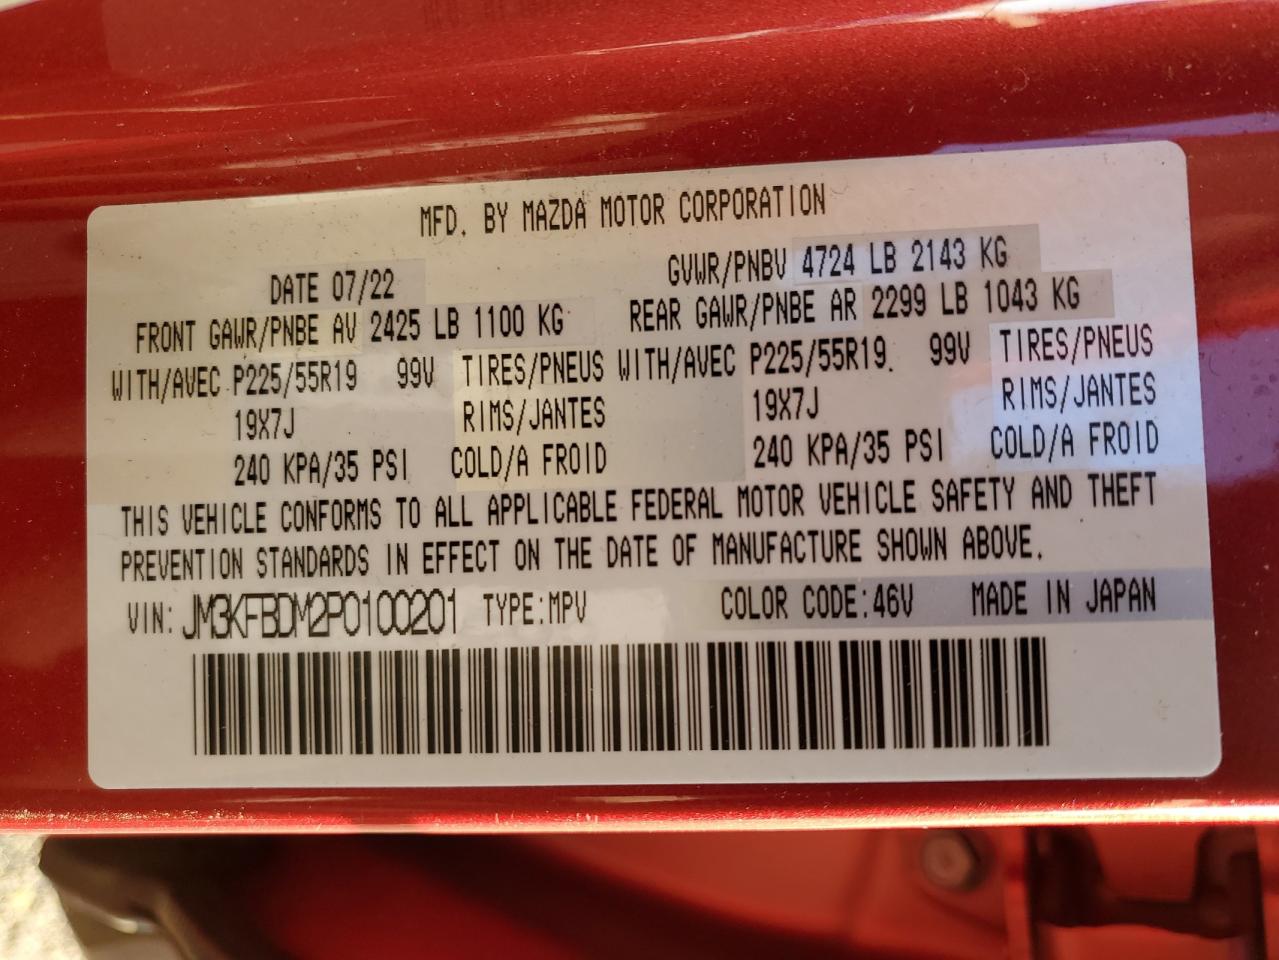 MFD. BY MAZDA MOTOR CORPORATION
DATE 07/22 GVWR/PNBV 4724 LB 2143 KG
FRONT GAWR/PNBE AV 2425 LB 1100 KG REAR GAWR/PNBE AR 2299 LB 1043 KG
WITH/AVEC P225/55R19 99V TIRES/PNEUS WITH/AVEC P225/55R19 99V TIRES/PNEUS
19X7J RIMS/JANTES 19X7J RIMS/JANTES
240 KPA/35 PSI COLD/A FROID 240 KPA/35 PSI COLD/A FROID
THIS VEHICLE CONFORMS TO ALL APPLICABLE FEDERAL MOTOR VEHICLE SAFETY AND THEFT
PREVENTION STANDARDS IN EFFECT ON THE DATE OF MANUFACTURE SHOWN ABOVE.
VIN: JM3KFBDM2P0100201 TYPE:MPV COLOR CODE:46V MADE IN JAPAN